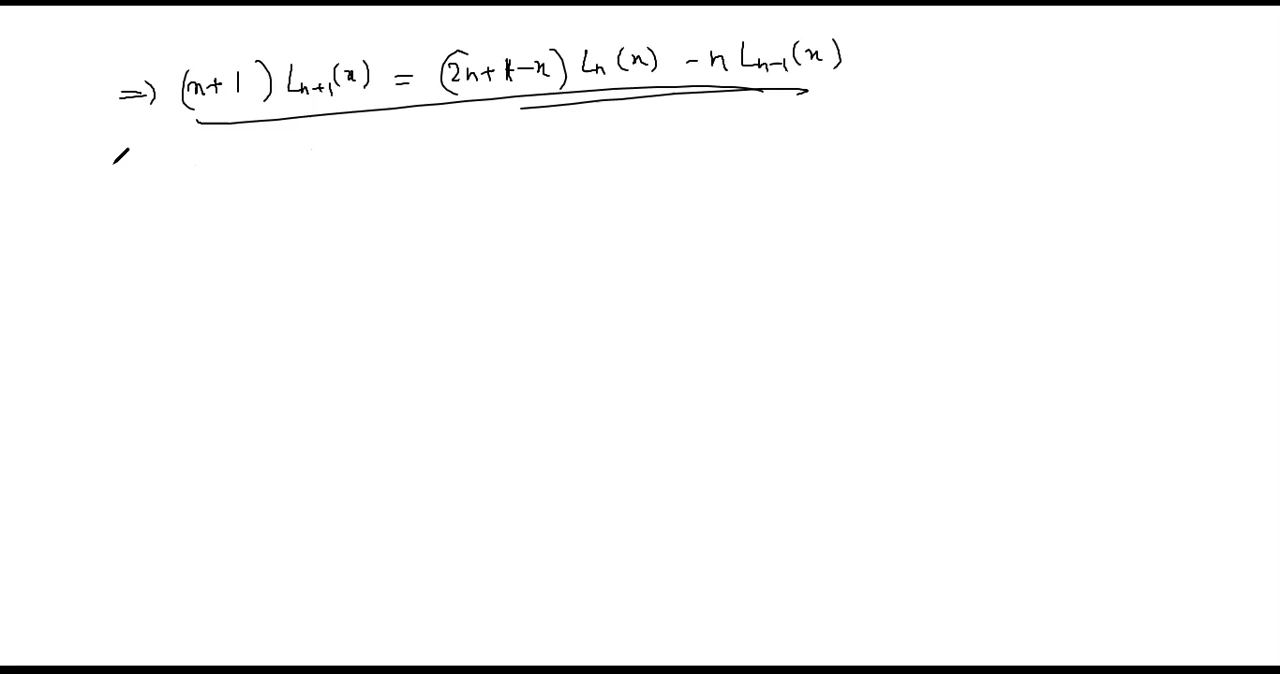 ⇒ (n+1) Lₙ₊₁(x) = (2n+1−x) Lₙ(x) − n Lₙ₋₁(x)